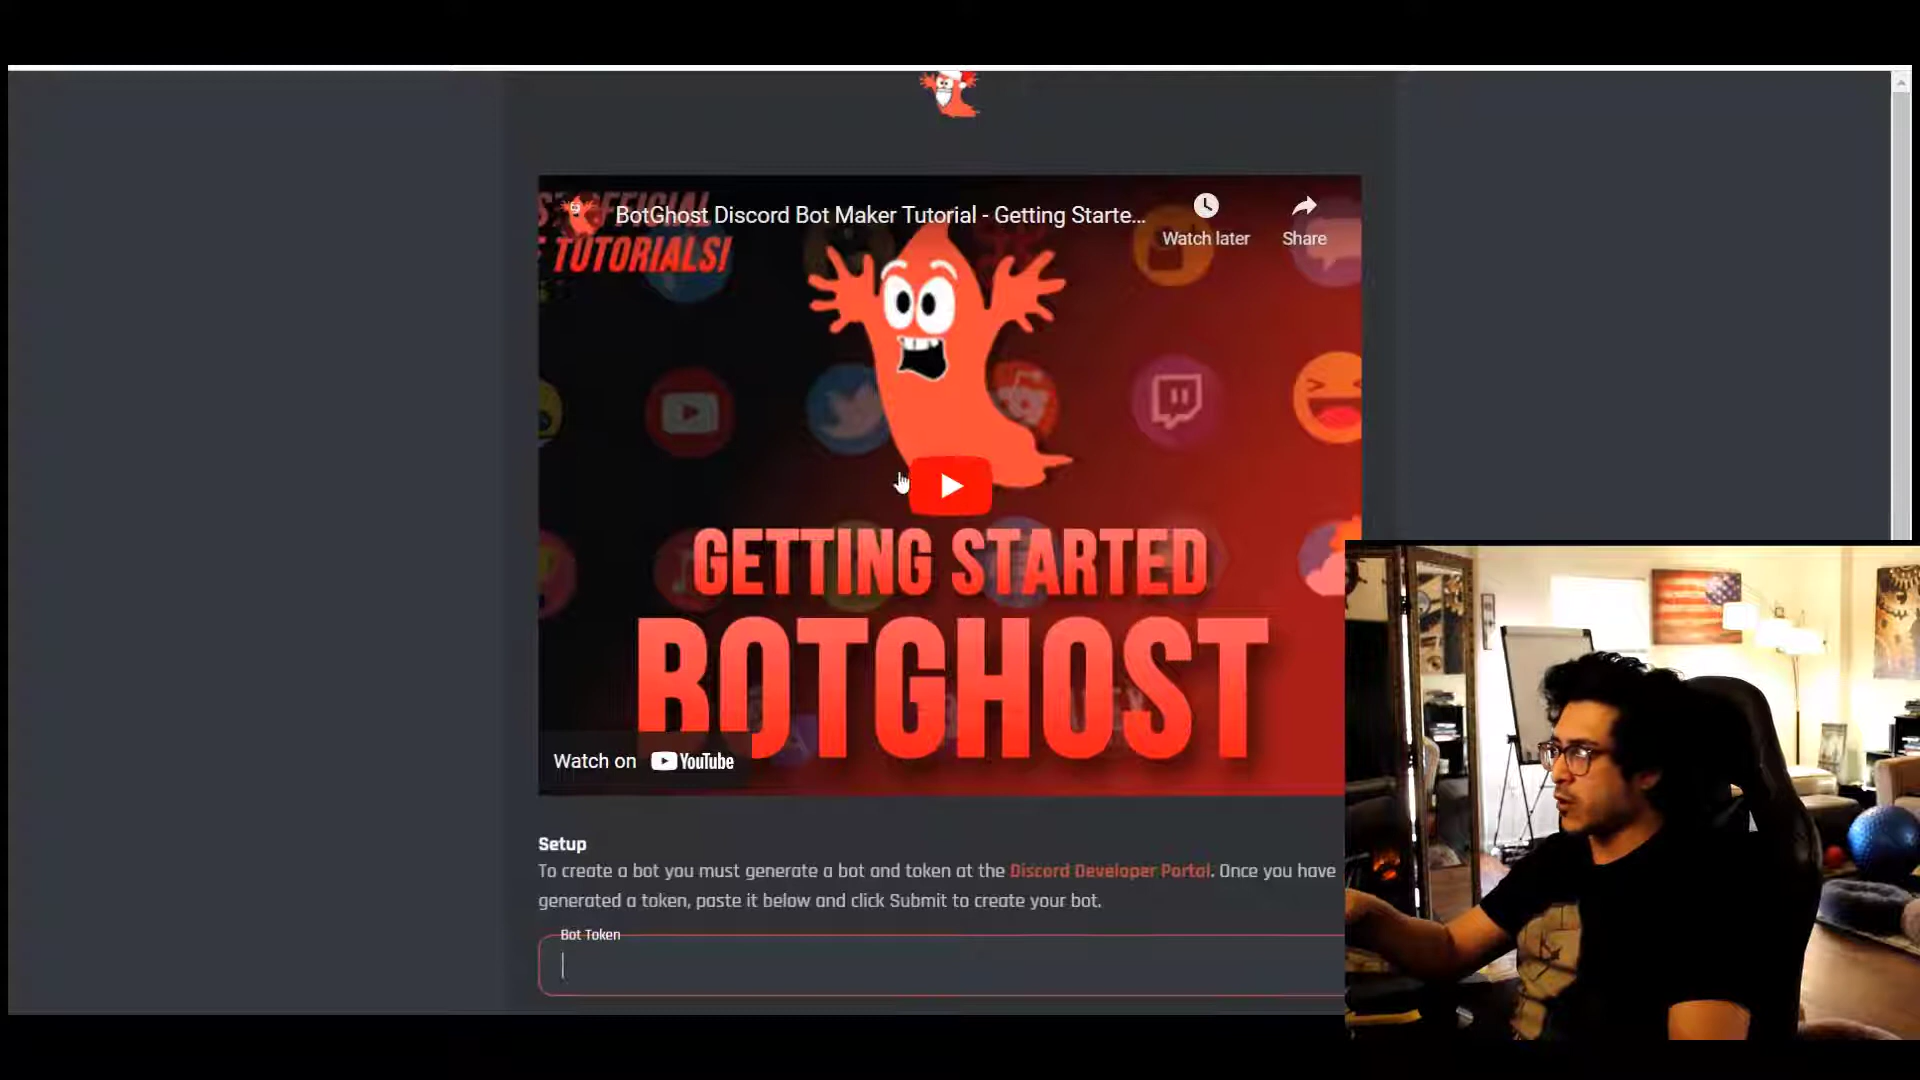 ST OFFICIAL
E TUTORIALS!
BotGhost Discord Bot Maker Tutorial - Getting Starte...
Watch later
Share
GETTING STARTED
BOTGHOST
Watch on YouTube
Setup
To create a bot you must generate a bot and token at the Discord Developer Portal. Once you have
generated a token, paste it below and click Submit to create your bot.
Bot Token